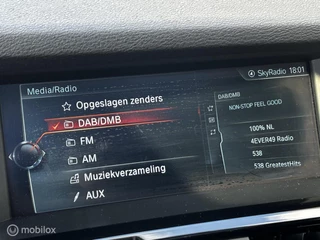 SkyRadio 18:01
Media/Radio
Opgeslagen zenders
DAB/DMB
FM
AM
Muziekverzameling
AUX
DAB/DMB
NON-STOP FEEL GOOD
100% NL
4EVER49 Radio
538
538 GreatestHits
mobilox